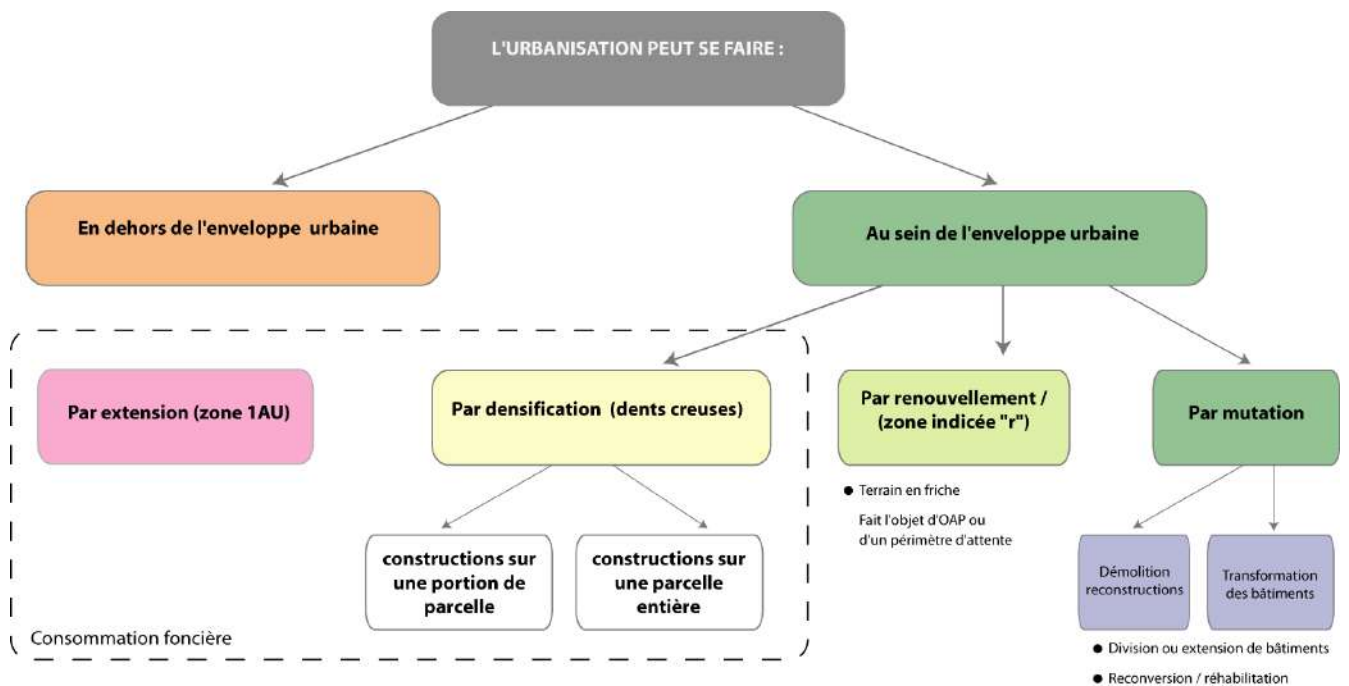 L'URBANISATION PEUT SE FAIRE :
En dehors de l'enveloppe urbaine
Au sein de l'enveloppe urbaine
Par extension (zone 1AU)
Par densification (dents creuses)
Par renouvellement /
(zone indicée "r")
Par mutation
● Terrain en friche
Fait l'objet d'OAP ou
d'un périmètre d'attente
constructions sur
une portion de
parcelle
constructions sur
une parcelle
entière
Démolition
reconstructions
Transformation
des bâtiments
Consommation foncière
● Division ou extension de bâtiments
● Reconversion / réhabilitation